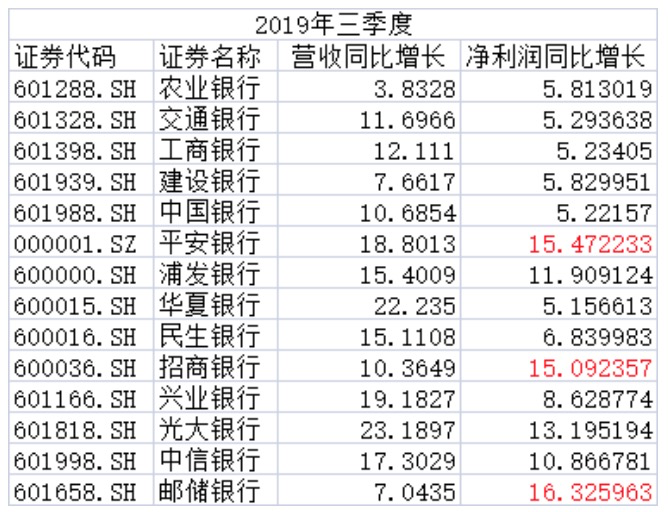 2019年三季度
证券代码 证券名称 营收同比增长 净利润同比增长
601288.SH 农业银行 3.8328 5.813019
601328.SH 交通银行 11.6966 5.293638
601398.SH 工商银行 12.111 5.23405
601939.SH 建设银行 7.6617 5.829951
601988.SH 中国银行 10.6854 5.22157
000001.SZ 平安银行 18.8013 15.472233
600000.SH 浦发银行 15.4009 11.909124
600015.SH 华夏银行 22.235 5.156613
600016.SH 民生银行 15.1108 6.839983
600036.SH 招商银行 10.3649 15.092357
601166.SH 兴业银行 19.1827 8.628774
601818.SH 光大银行 23.1897 13.195194
601998.SH 中信银行 17.3029 10.866781
601658.SH 邮储银行 7.0435 16.325963